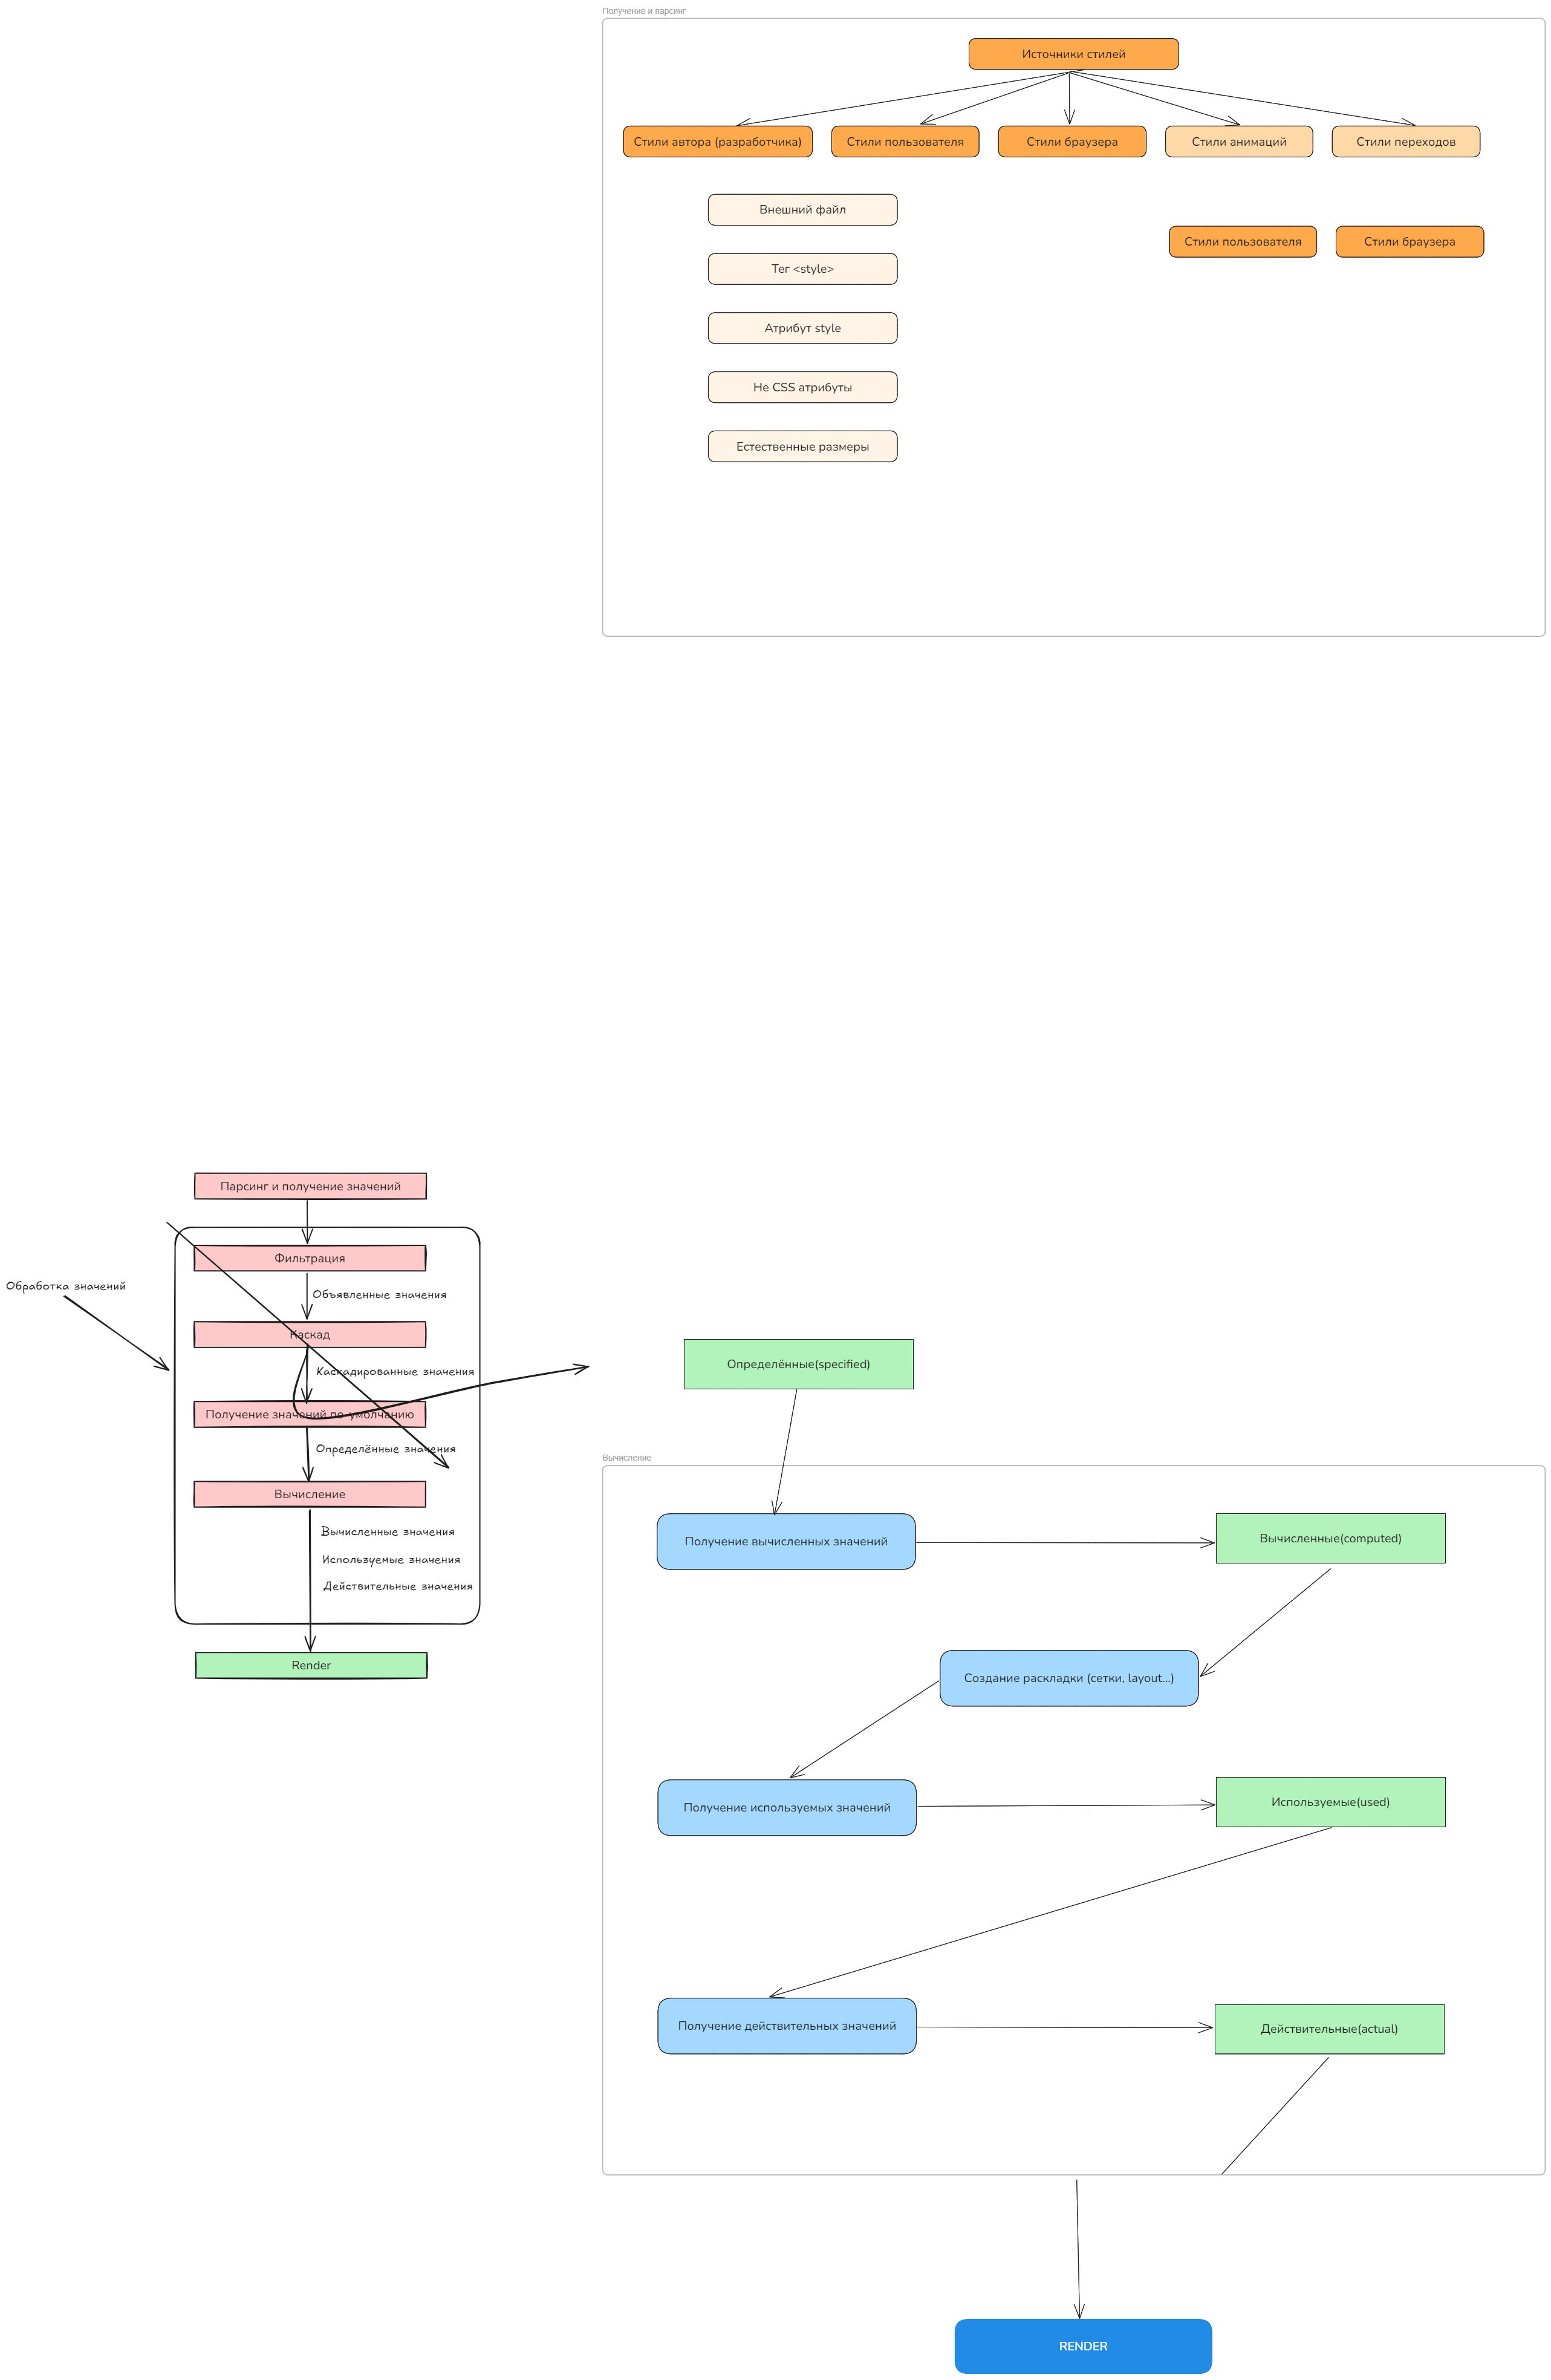 Получение и парсинг
Источники стилей
Стили автора (разработчика)
Стили пользователя
Стили браузера
Стили анимаций
Стили переходов
Внешний файл
Стили пользователя
Стили браузера
Тег <style>
Атрибут style
Не CSS атрибуты
Естественные размеры
Парсинг и получение значений
Фильтрация
Обработка значений
Объявленные значения
Каскад
Каскадированные значения
Получение значений по-умолчанию
Определённые значения
Вычисление
Вычисленные значения
Используемые значения
Действительные значения
Render
Определённые(specified)
Вычисление
Получение вычисленных значений
Вычисленные(computed)
Создание раскладки (сетки, layout...)
Получение используемых значений
Используемые(used)
Получение действительных значений
Действительные(actual)
RENDER